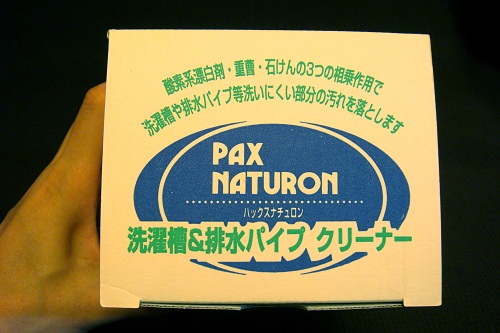 酸素系漂白剤・重曹・石けんの3つの相乗作用で
洗濯槽や排水パイプ等洗いにくい部分の汚れを落とします
PAX
NATURON
パックスナチュロン
洗濯槽&排水パイプ クリーナー